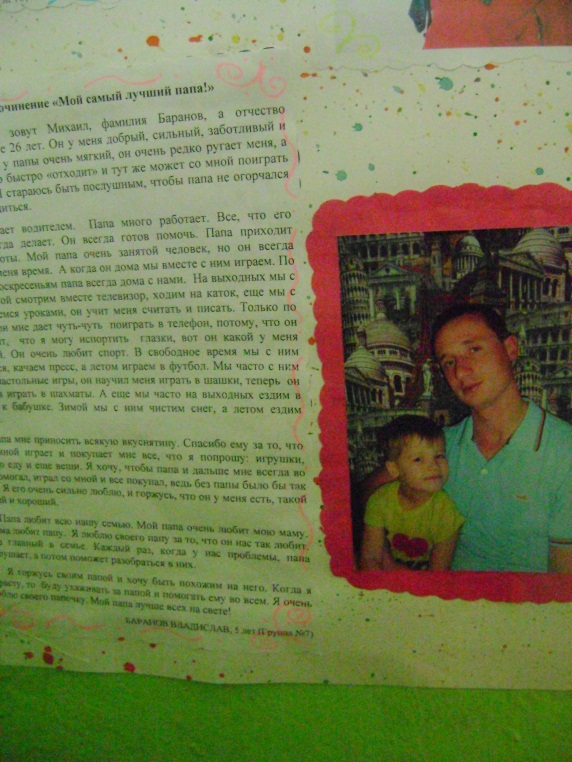 очинение «Мой самый лучший папа!»
зовут Михаил, фамилия Баранов, а отчество
е 26 лет. Он у меня добрый, сильный, заботливый и
у папы очень мягкий, он очень редко ругает меня, а
о быстро «отходит» и тут же может со мной поиграть
Я стараюсь быть послушным, чтобы папа не огорчался
диться.
ает водителем. Папа много работает. Все, что его
гда делает. Он всегда готов помочь. Папа приходит
оты. Мой папа очень занятой человек, но он всегда
меня время. А когда он дома мы вместе с ним играем. По
оскресеньям папа всегда дома с нами. На выходных мы с
ой смотрим вместе телевизор, ходим на каток, еще мы с
емся уроками, он учит меня считать и писать. Только по
ен мне дает чуть-чуть поиграть в телефон, потому, что он
т, что я могу испортить глазки, вот он какой у меня
й. Он очень любит спорт. В свободное время мы с ним
ся, качаем пресс, а летом играем в футбол. Мы часто с ним
настольные игры, он научил меня играть в шашки, теперь он
а играть в шахматы. А еще мы часто на выходных ездим в
к бабушке. Зимой мы с ним чистим снег, а летом ездим
апа мне приносить всякую вкуснятину. Спасибо ему за то, что
мной играет и покупает мне все, что я попрошу: игрушки,
ю еду и еще вещи. Я хочу, чтобы папа и дальше мне всегда во
омогал, играл со мной и все покупал, ведь без папы было бы так
Я его очень сильно люблю, и горжусь, что он у меня есть, такой
й и хороший.
Папа любит всю нашу семью. Мой папа очень любит мою маму.
ма любит папу. Я люблю своего папу за то, что он нас так любит.
а главный в семье. Каждый раз, когда у нас проблемы, папа
ушает, а потом поможет разобраться в них.
Я горжусь своим папой и хочу быть похожим на него. Когда я
расту, то буду ухаживать за папой и помогать ему во всем. Я очень
юблю своего папочку. Мой папа лучше всех на свете!
БАРАНОВ ВЛАДИСЛАВ, 5 лет (Группа №7)